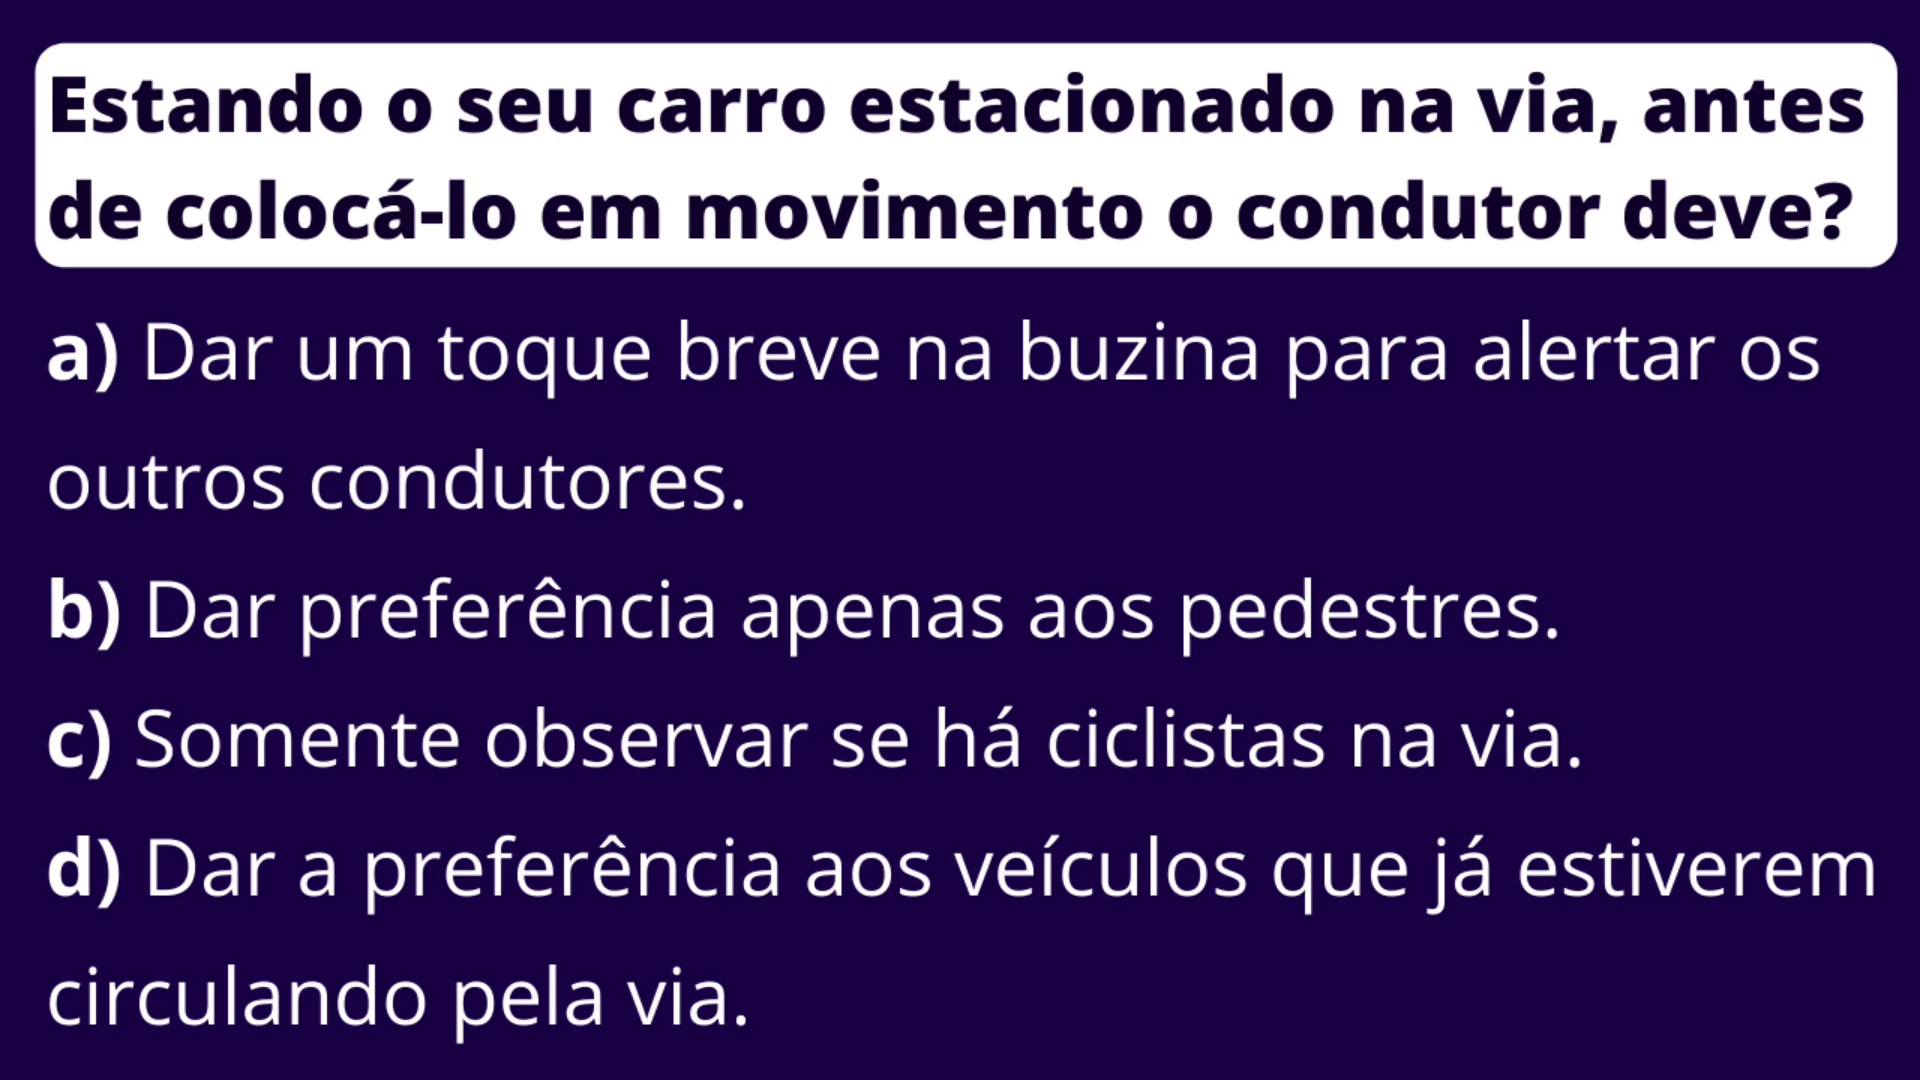 Estando o seu carro estacionado na via, antes
de colocá-lo em movimento o condutor deve?
a) Dar um toque breve na buzina para alertar os
outros condutores.
b) Dar preferência apenas aos pedestres.
c) Somente observar se há ciclistas na via.
d) Dar a preferência aos veículos que já estiverem
circulando pela via.